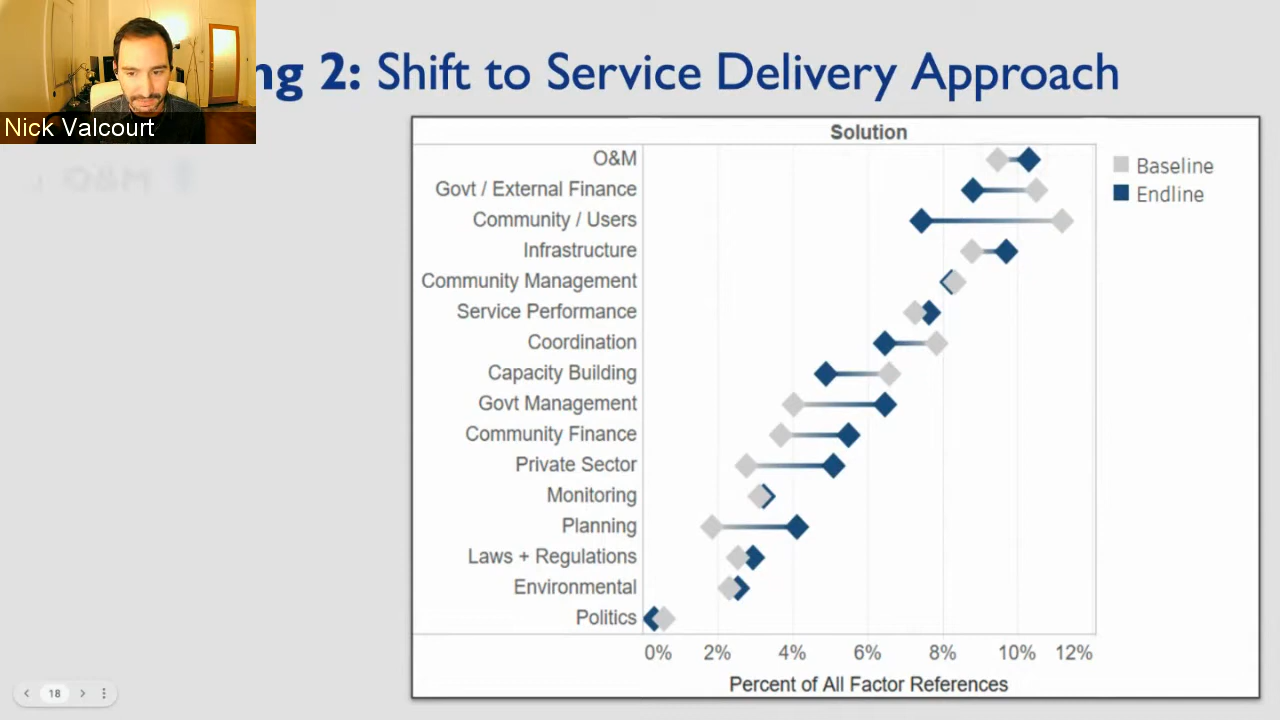 ng 2: Shift to Service Delivery Approach
Nick Valcourt
Solution
O&M
Govt / External Finance
Community / Users
Infrastructure
Community Management
Service Performance
Coordination
Capacity Building
Govt Management
Community Finance
Private Sector
Monitoring
Planning
Laws + Regulations
Environmental
Politics
Baseline
Endline
0% 2% 4% 6% 8% 10% 12%
Percent of All Factor References
18